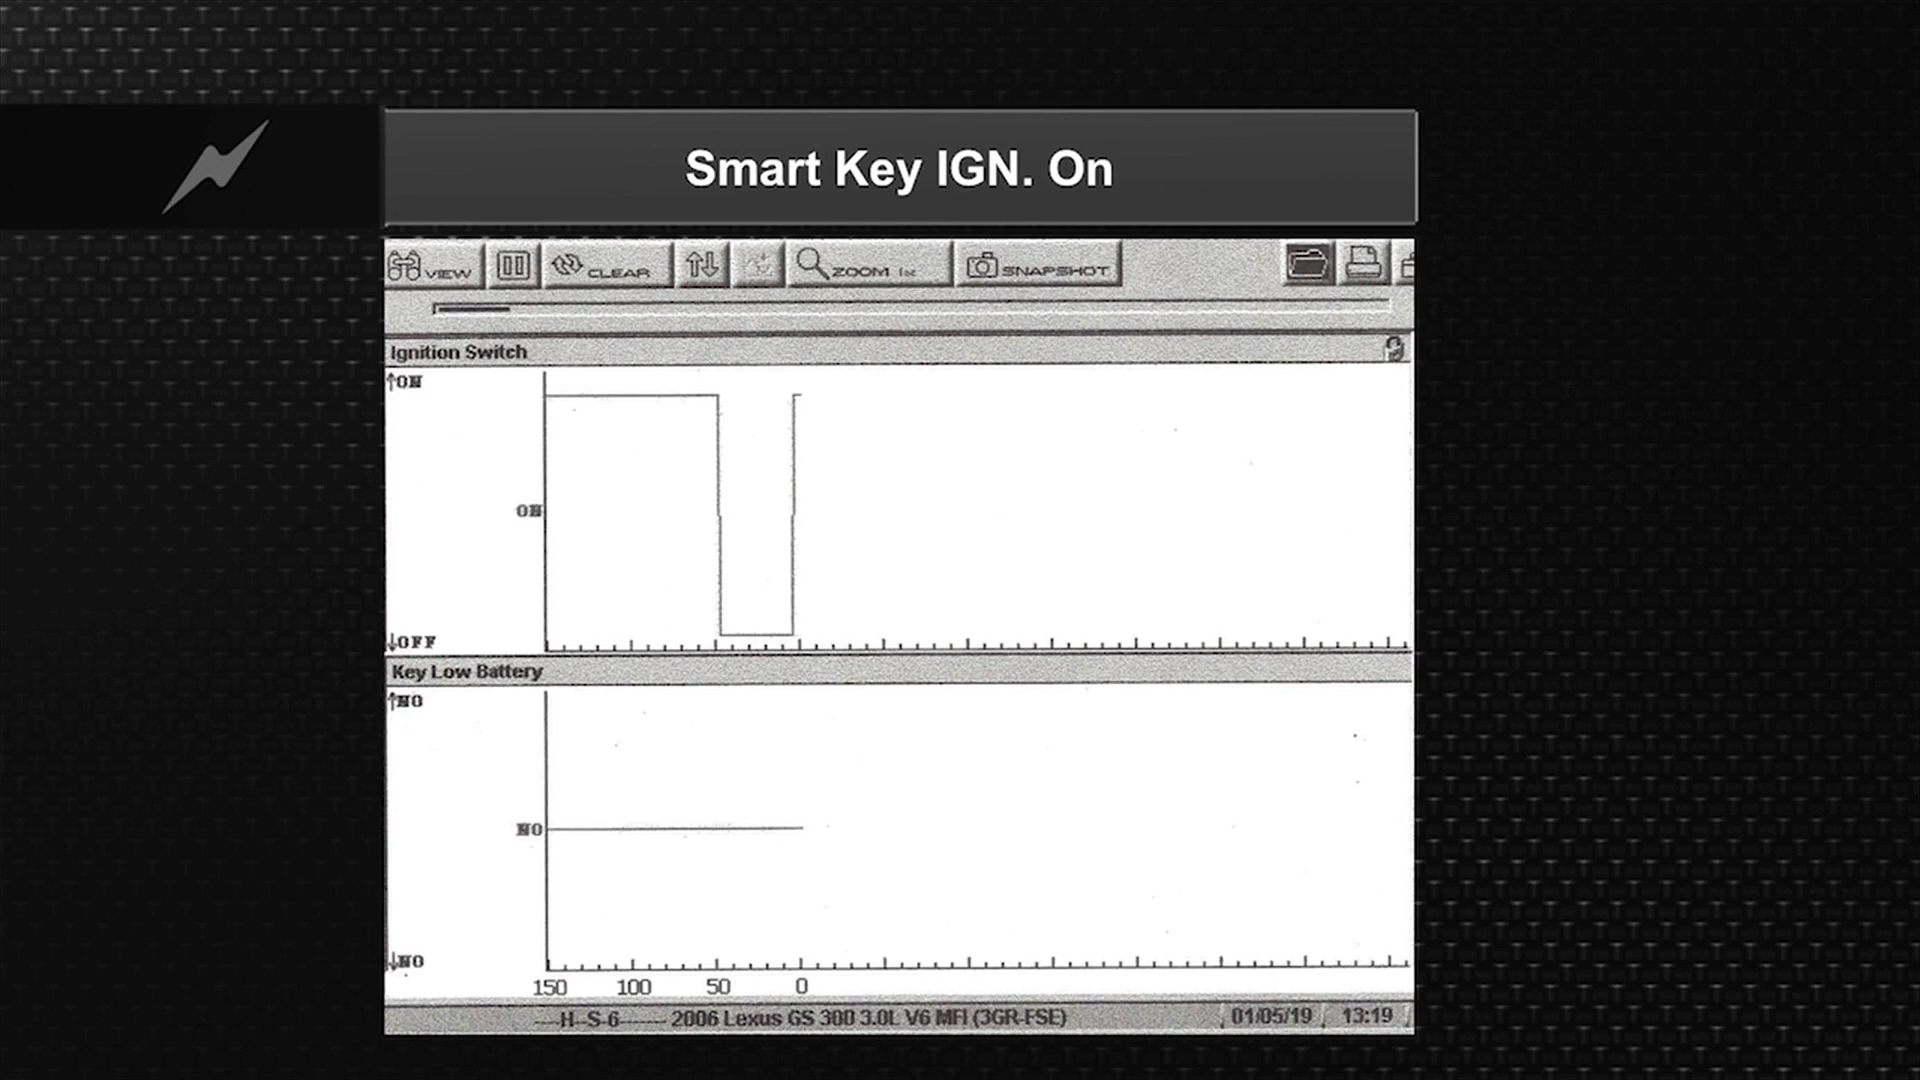 Smart Key IGN. On
VIEW CLEAR ZOOM SNAPSHOT
Ignition Switch
↑ON
ON
↓OFF
Key Low Battery
↑NO
NO
↓NO
150 100 50 0
H-S-6 2006 Lexus GS 300 3.0L V6 MFI (3GR-FSE) 01/05/19 13:19